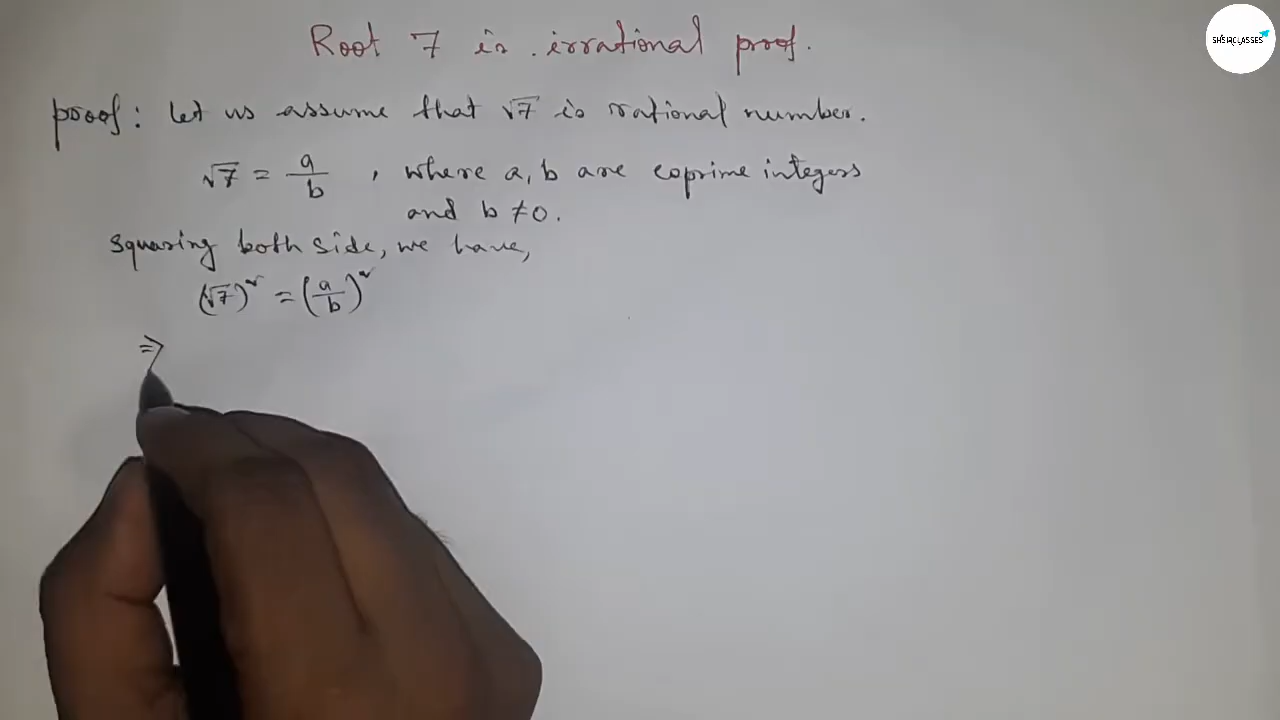 SHSIRCLASSES
Root 7 is irrational proof.
proof: Let us assume that √7 is rational number.
√7 = a/b , where a, b are coprime integers
and b ≠ 0.
Squaring both side, we have,
(√7)² = (a/b)²
⇒